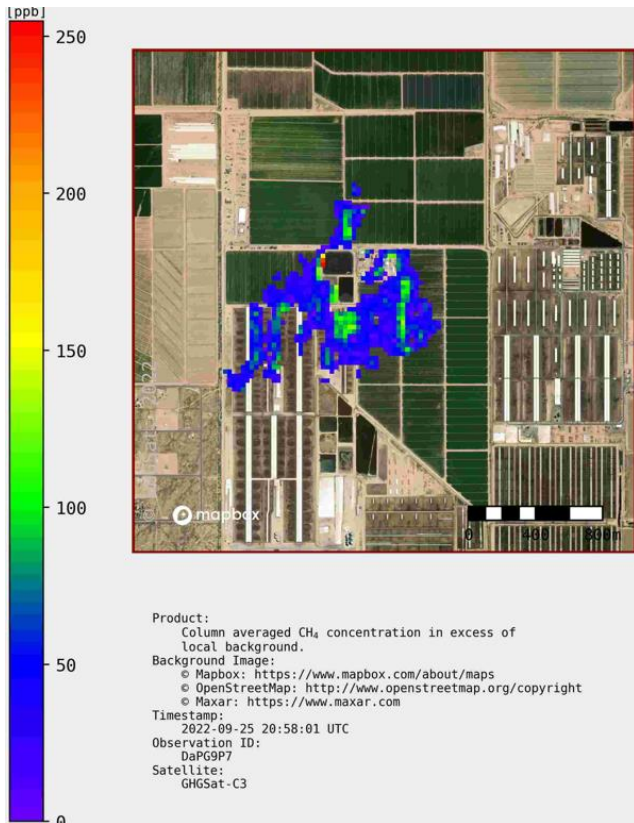 [ppb]
250
200
150
100
50
0
mapbox
0 400 800m
Product:
Column averaged CH₄ concentration in excess of
local background.
Background Image:
© Mapbox: https://www.mapbox.com/about/maps
© OpenStreetMap: http://www.openstreetmap.org/copyright
© Maxar: https://www.maxar.com
Timestamp:
2022-09-25 20:58:01 UTC
Observation ID:
DaPG9P7
Satellite:
GHGSat-C3